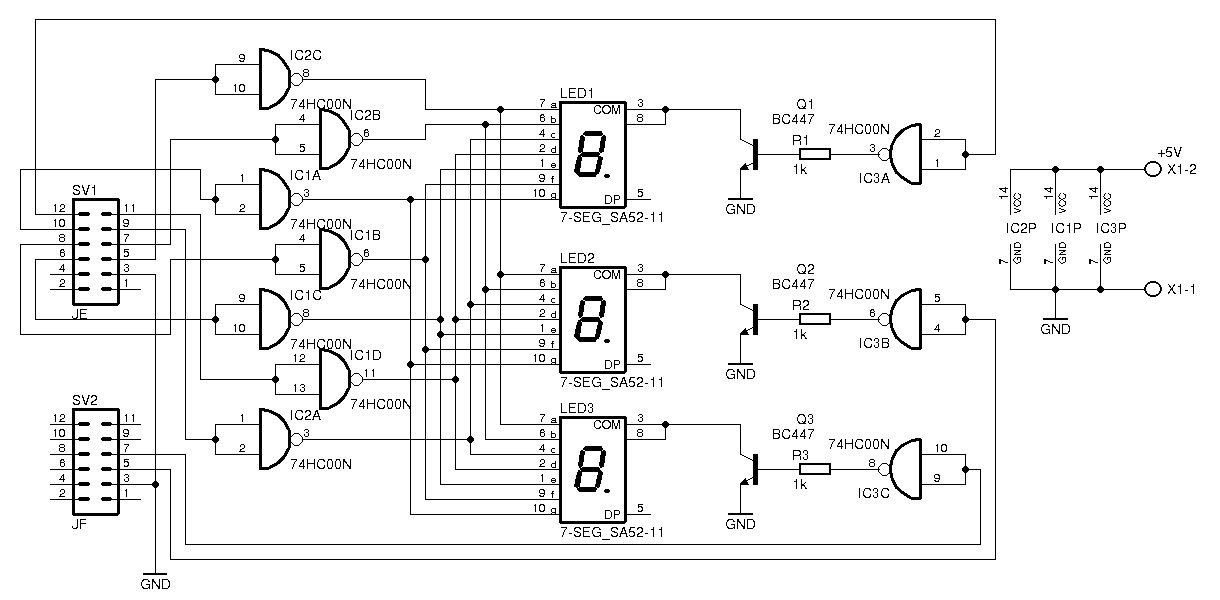 IC2C
9
8
10
74HC00N
IC2B
4
6
5
74HC00N
IC1A
1
3
2
74HC00N
IC1B
4
6
5
74HC00N
IC1C
9
8
10
74HC00N
IC1D
12
11
13
74HC00N
IC2A
1
3
2
74HC00N
SV1
12 11
10 9
8 7
6 5
4 3
2 1
JE
SV2
12 11
10 9
8 7
6 5
4 3
2 1
JF
GND
LED1
7 a COM 3
6 b 8
4 c
2 d
1 e
9 f
10 g DP 5
7-SEG_SA52-11
LED2
7 a COM 3
6 b 8
4 c
2 d
1 e
9 f
10 g DP 5
7-SEG_SA52-11
LED3
7 a COM 3
6 b 8
4 c
2 d
1 e
9 f
10 g DP 5
7-SEG_SA52-11
Q1
BC447
R1
1k
GND
74HC00N
3
2
1
IC3A
Q2
BC447
R2
1k
GND
74HC00N
6
5
4
IC3B
Q3
BC447
R3
1k
GND
74HC00N
8
10
9
IC3C
+5V
X1-2
14 VCC
14 VCC
14 VCC
IC2P IC1P IC3P
7 GND
7 GND
7 GND
X1-1
GND